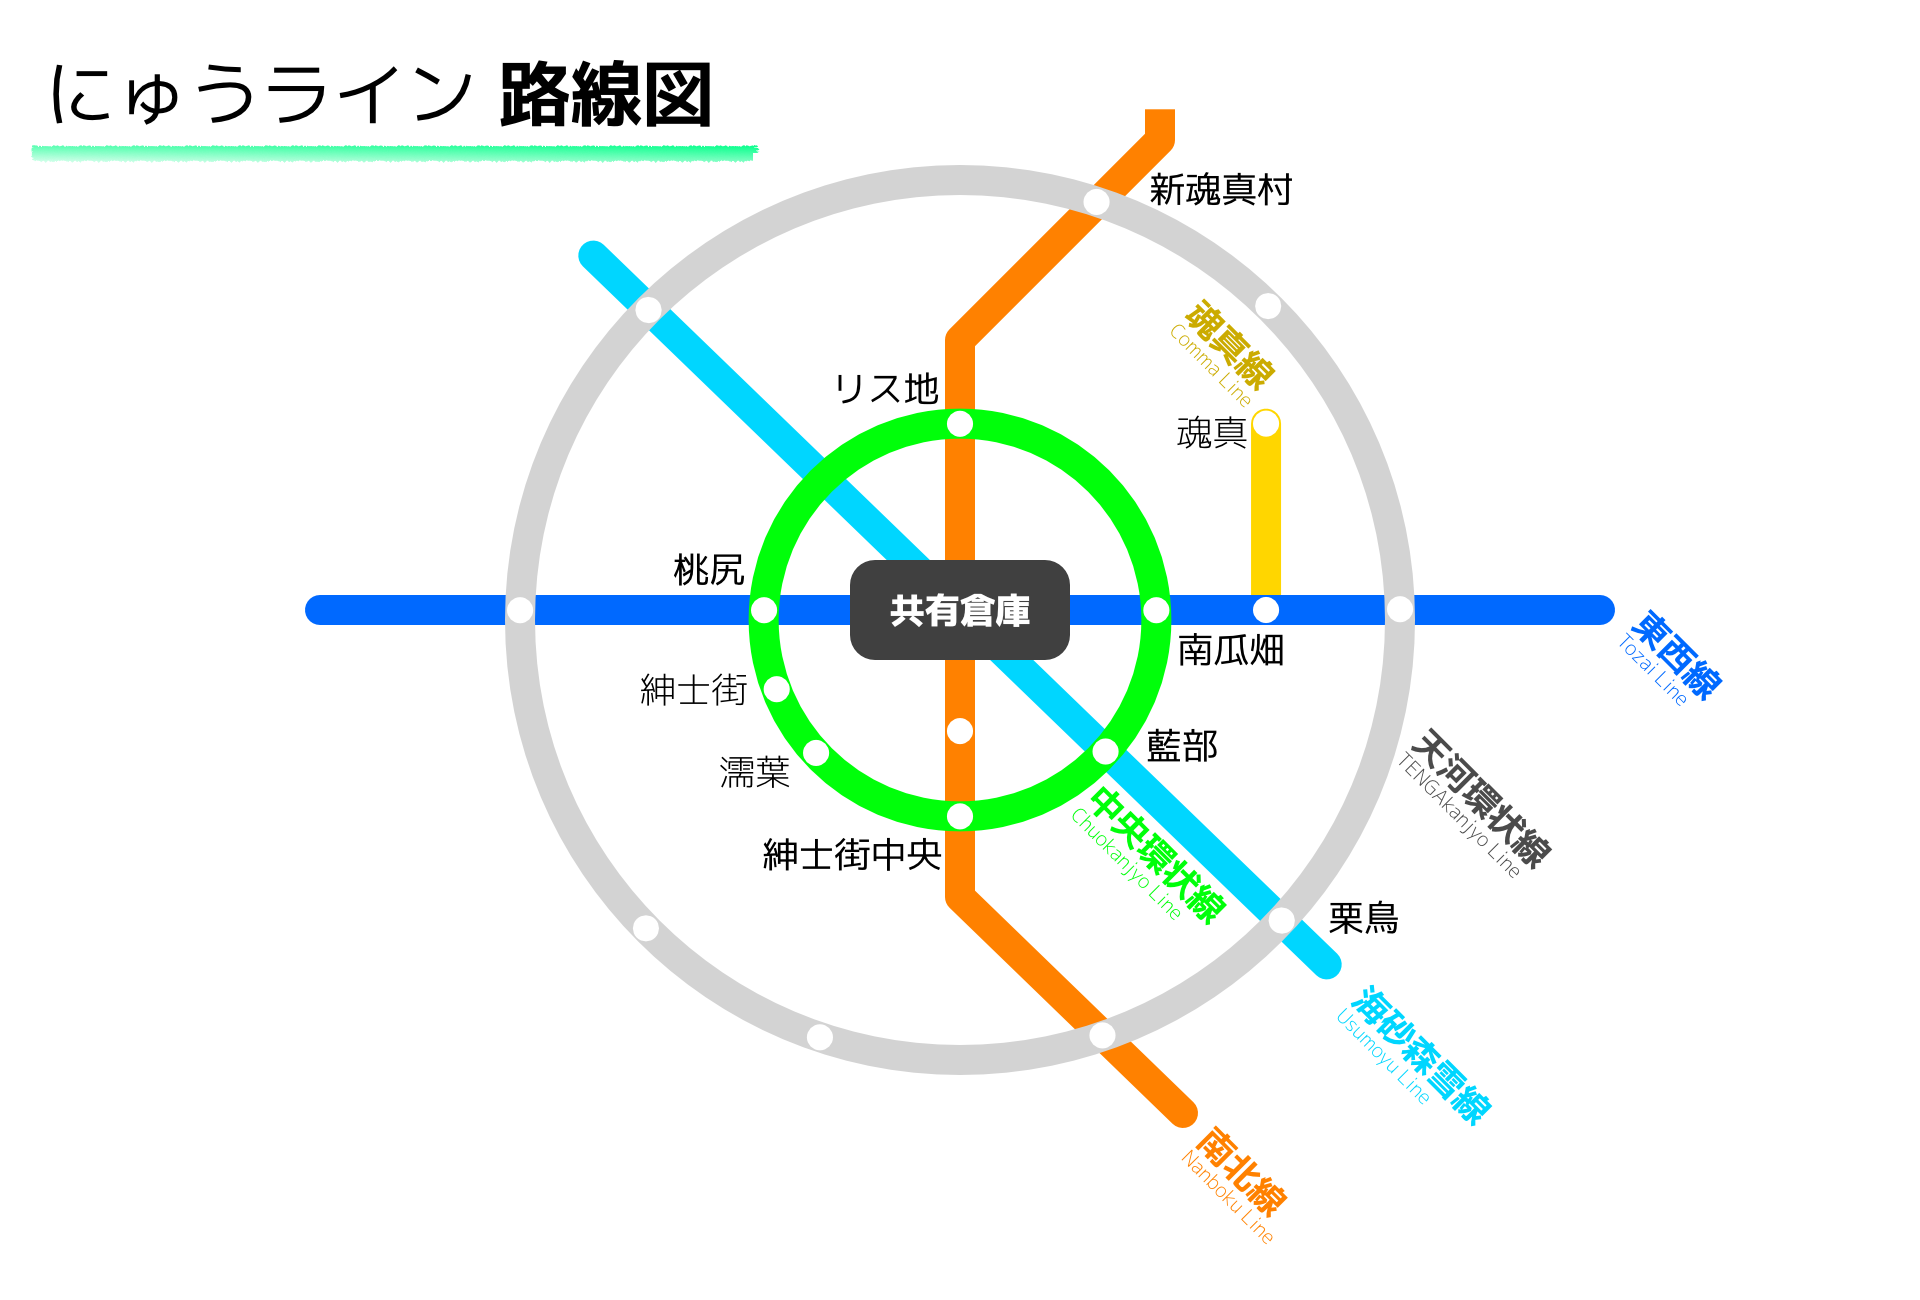 にゅうライン 路線図
新魂真村
魂真線
Comma Line
リス地
魂真
桃尻
共有倉庫
南瓜畑
東西線
Tozai Line
紳士街
濡葉
藍部
天河環状線
TENGAkanjyo Line
中央環状線
Chuokanjyo Line
紳士街中央
栗鳥
海砂森雪線
Usumoyu Line
南北線
Nanboku Line